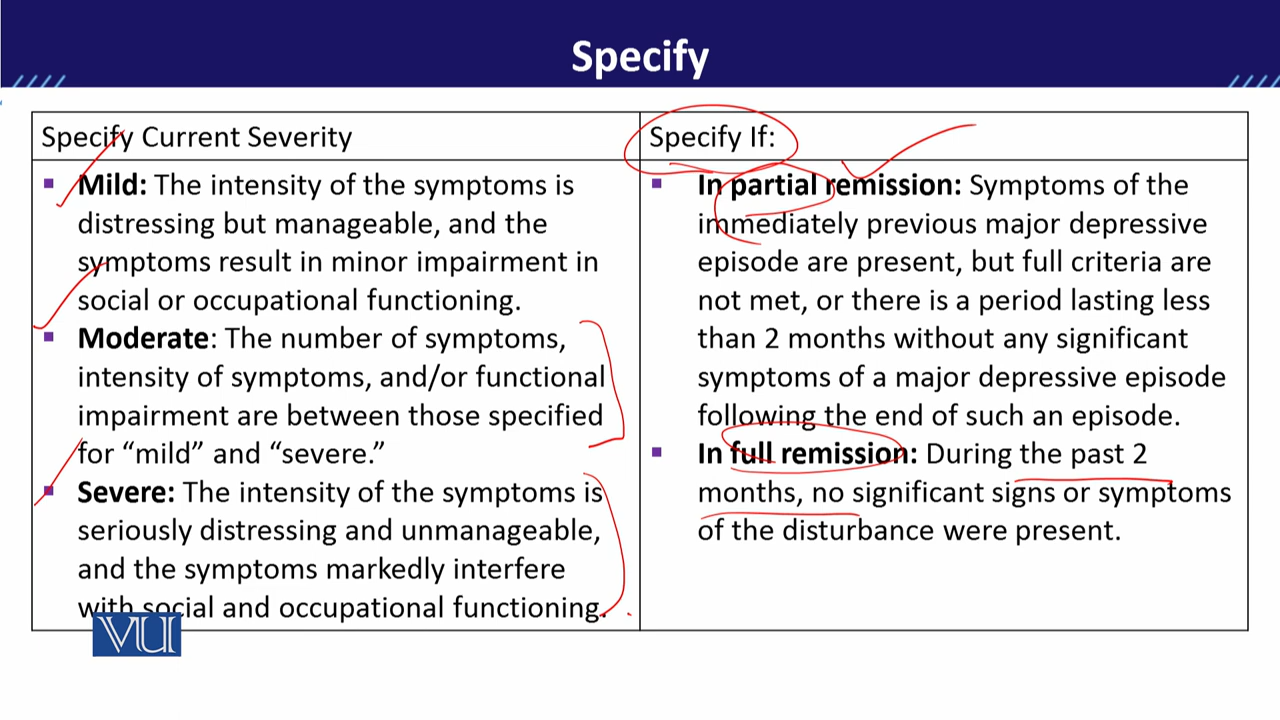 Specify
Specify Current Severity
▪ Mild: The intensity of the symptoms is
distressing but manageable, and the
symptoms result in minor impairment in
social or occupational functioning.
▪ Moderate: The number of symptoms,
intensity of symptoms, and/or functional
impairment are between those specified
for “mild” and “severe.”
▪ Severe: The intensity of the symptoms is
seriously distressing and unmanageable,
and the symptoms markedly interfere
with social and occupational functioning.
Specify If:
▪ In partial remission: Symptoms of the
immediately previous major depressive
episode are present, but full criteria are
not met, or there is a period lasting less
than 2 months without any significant
symptoms of a major depressive episode
following the end of such an episode.
▪ In full remission: During the past 2
months, no significant signs or symptoms
of the disturbance were present.
VU